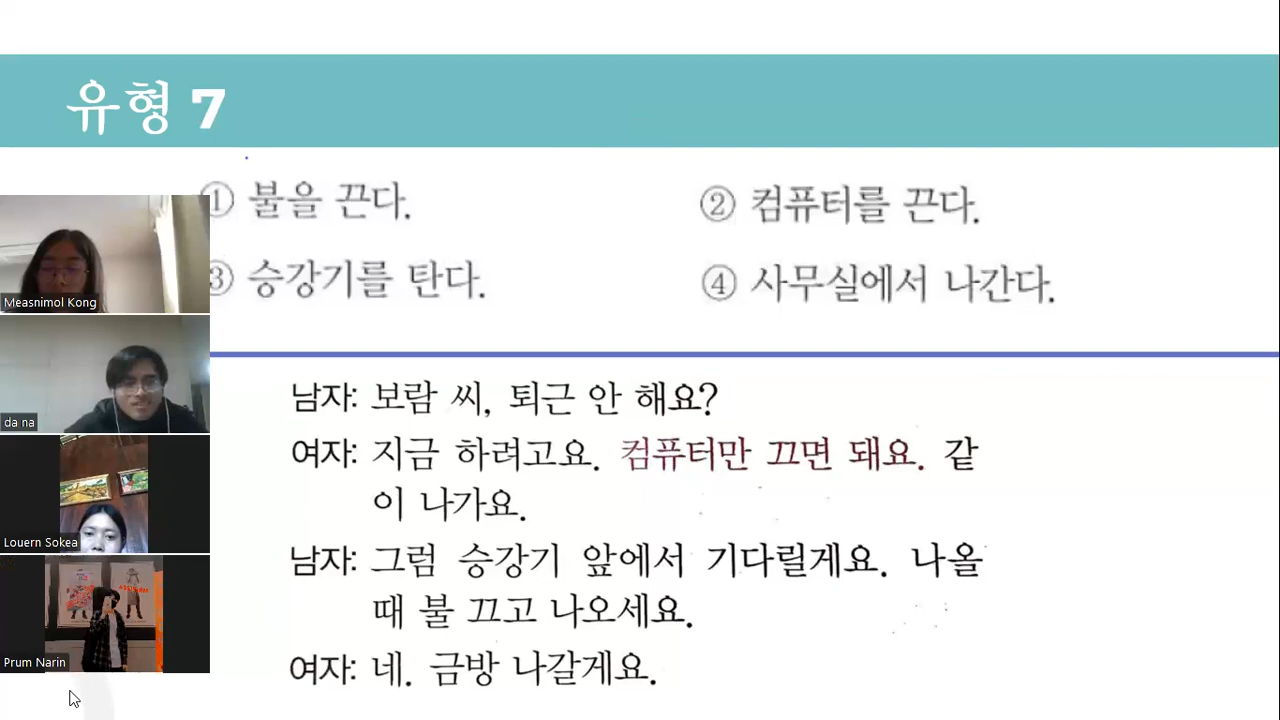 유형 7
① 불을 끈다.
② 컴퓨터를 끈다.
③ 승강기를 탄다.
④ 사무실에서 나간다.
남자: 보람 씨, 퇴근 안 해요?
여자: 지금 하려고요. 컴퓨터만 끄면 돼요. 같
이 나가요.
남자: 그럼 승강기 앞에서 기다릴게요. 나올
때 불 끄고 나오세요.
여자: 네. 금방 나갈게요.
Measnimol Kong
da na
Louern Sokea
Prum Narin